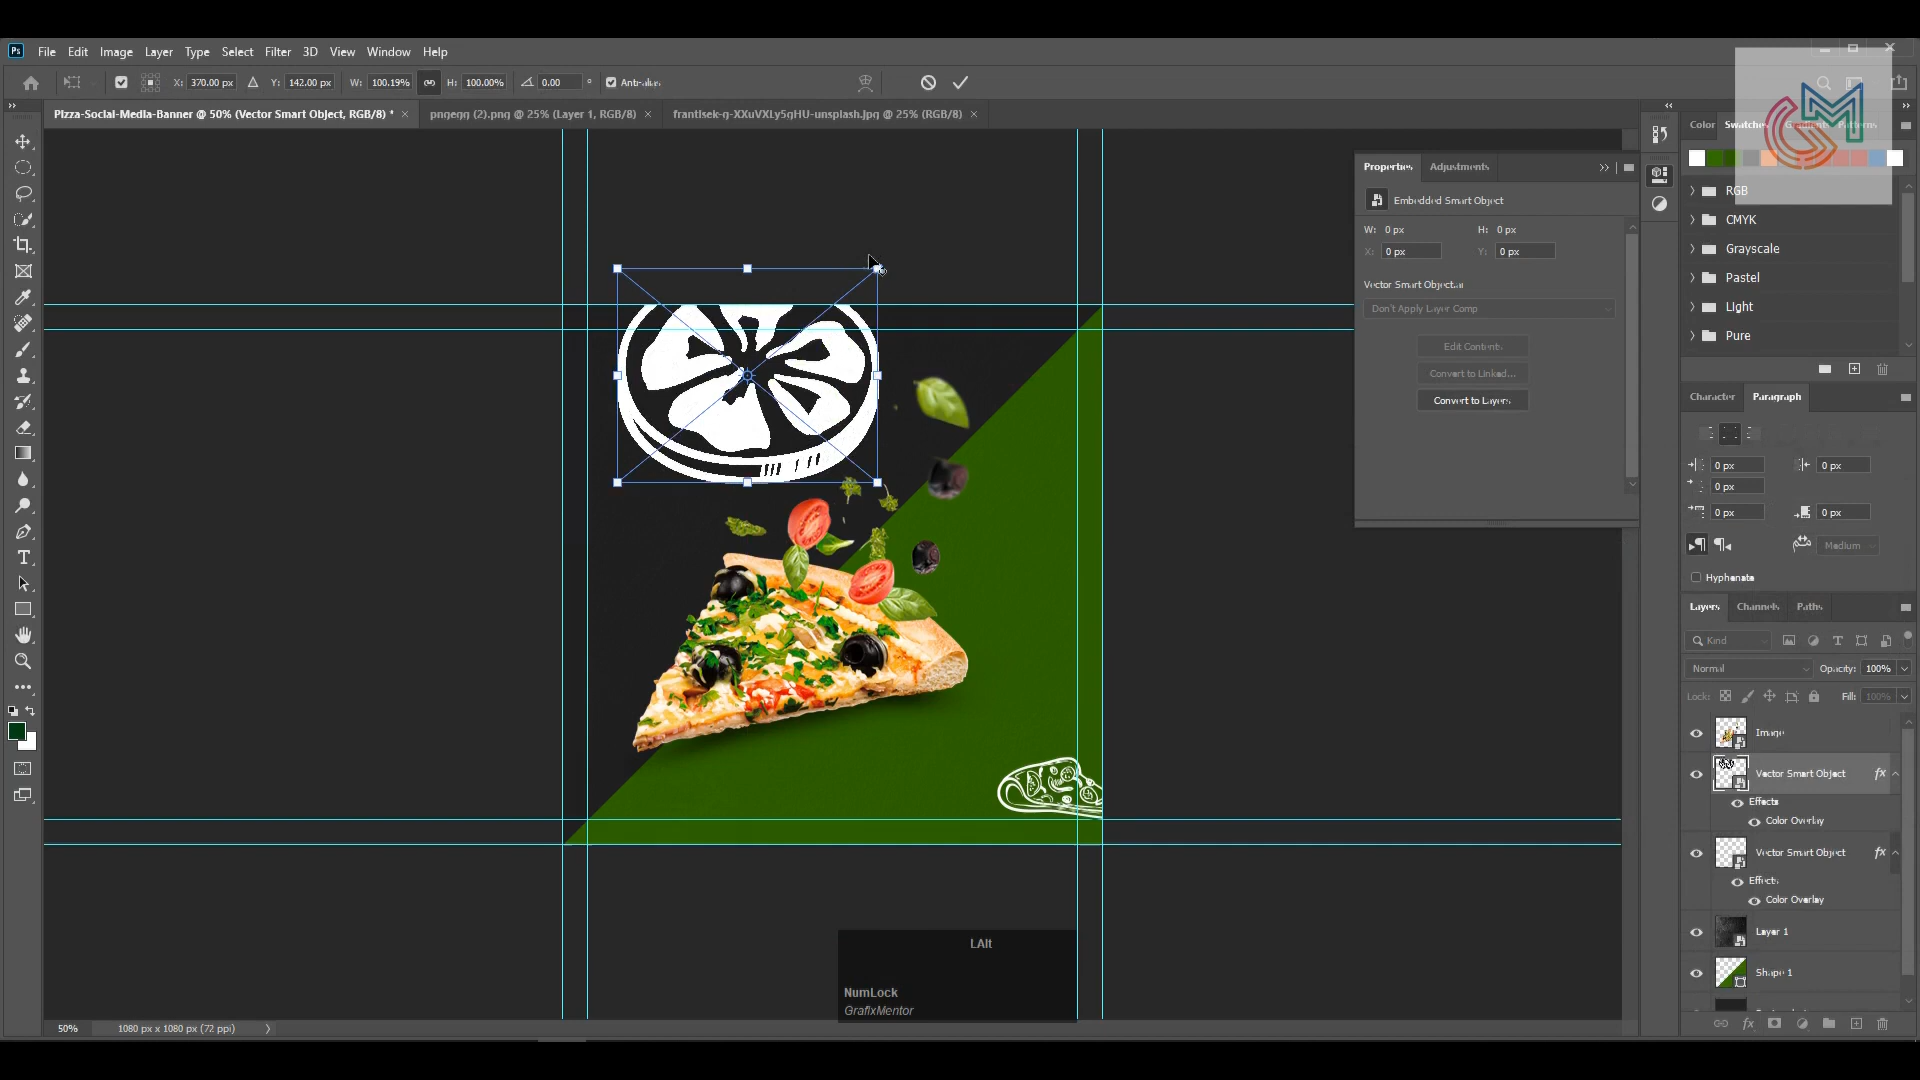 Ps File Edit Image Layer Type Select Filter 3D View Window Help
X: 370.00 px Y: 142.00 px W: 100.19% H: 100.00% 0.00 ° Anti-alias
Pizza-Social-Media-Banner @ 50% (Vector Smart Object, RGB/8) * × pngegg (2).png @ 25% (Layer 1, RGB/8) × frantisek-g-XXuVXLy5gHU-unsplash.jpg @ 25% (RGB/8) ×
Color Swatches Gradients Patterns
GM
Properties Adjustments
Embedded Smart Object
W: 0 px H: 0 px
X: 0 px Y: 0 px
Vector Smart Object.ai
Don't Apply Layer Comp
Edit Contents
Convert to Linked...
Convert to Layers
RGB
CMYK
Grayscale
Pastel
Light
Pure
Character Paragraph
0 px 0 px
0 px
0 px 0 px
Medium
Hyphenate
Layers Channels Paths
Kind
Normal Opacity: 100%
Lock: Fill: 100%
Image
Vector Smart Object fx
Effects
Color Overlay
Vector Smart Object fx
Effects
Color Overlay
Layer 1
Shape 1
LAlt
NumLock
GrafixMentor
50% 1080 px x 1080 px (72 ppi)